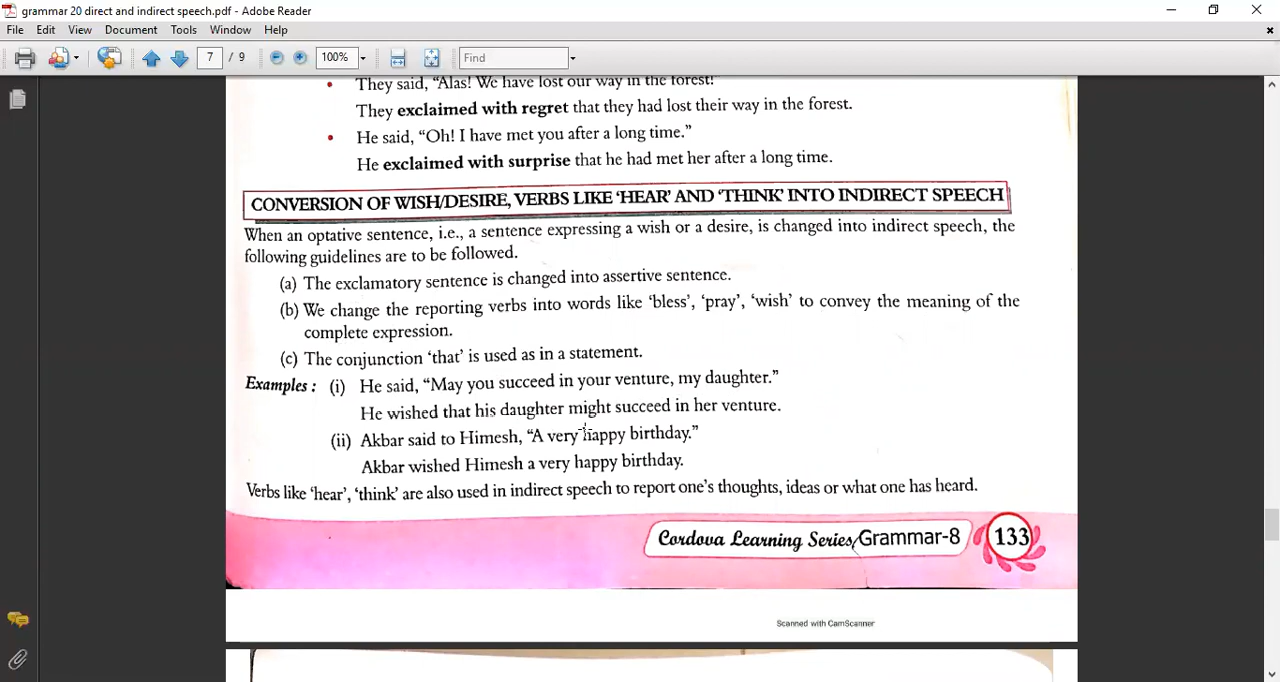 grammar 20 direct and indirect speech.pdf - Adobe Reader
File Edit View Document Tools Window Help
7 / 9 100% Find
They said, “Alas! We have lost our way in the forest!”
They exclaimed with regret that they had lost their way in the forest.
He said, “Oh! I have met you after a long time.”
He exclaimed with surprise that he had met her after a long time.
CONVERSION OF WISH/DESIRE, VERBS LIKE ‘HEAR’ AND ‘THINK’ INTO INDIRECT SPEECH
When an optative sentence, i.e., a sentence expressing a wish or a desire, is changed into indirect speech, the
following guidelines are to be followed.
(a) The exclamatory sentence is changed into assertive sentence.
(b) We change the reporting verbs into words like ‘bless’, ‘pray’, ‘wish’ to convey the meaning of the
complete expression.
(c) The conjunction ‘that’ is used as in a statement.
Examples : (i) He said, “May you succeed in your venture, my daughter.”
He wished that his daughter might succeed in her venture.
(ii) Akbar said to Himesh, “A very happy birthday.”
Akbar wished Himesh a very happy birthday.
Verbs like ‘hear’, ‘think’ are also used in indirect speech to report one’s thoughts, ideas or what one has heard.
Cordova Learning Series/Grammar-8 133
Scanned with CamScanner